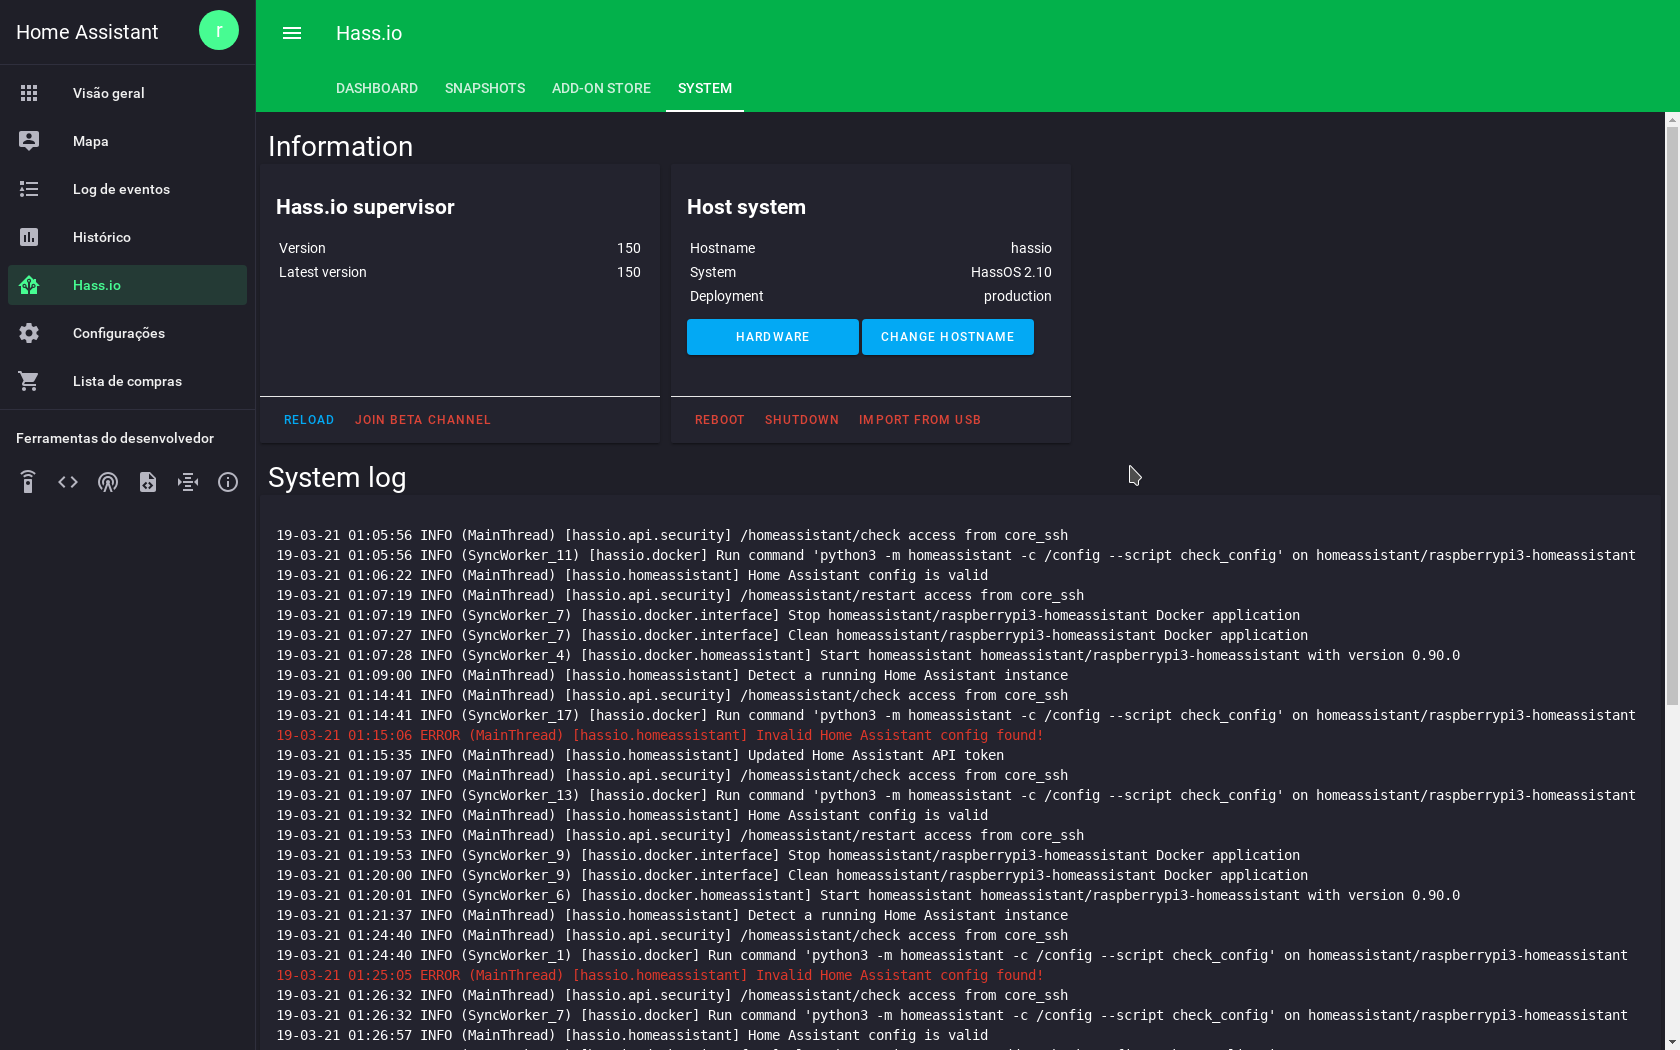 Home Assistant
r
Hass.io
DASHBOARD SNAPSHOTS ADD-ON STORE SYSTEM
Visão geral
Mapa
Log de eventos
Histórico
Hass.io
Configurações
Lista de compras
Ferramentas do desenvolvedor
Information
Hass.io supervisor
Version 150
Latest version 150
RELOAD JOIN BETA CHANNEL
Host system
Hostname hassio
System HassOS 2.10
Deployment production
HARDWARE CHANGE HOSTNAME
REBOOT SHUTDOWN IMPORT FROM USB
System log
19-03-21 01:05:56 INFO (MainThread) [hassio.api.security] /homeassistant/check access from core_ssh
19-03-21 01:05:56 INFO (SyncWorker_11) [hassio.docker] Run command 'python3 -m homeassistant -c /config --script check_config' on homeassistant/raspberrypi3-homeassistant
19-03-21 01:06:22 INFO (MainThread) [hassio.homeassistant] Home Assistant config is valid
19-03-21 01:07:19 INFO (MainThread) [hassio.api.security] /homeassistant/restart access from core_ssh
19-03-21 01:07:19 INFO (SyncWorker_7) [hassio.docker.interface] Stop homeassistant/raspberrypi3-homeassistant Docker application
19-03-21 01:07:27 INFO (SyncWorker_7) [hassio.docker.interface] Clean homeassistant/raspberrypi3-homeassistant Docker application
19-03-21 01:07:28 INFO (SyncWorker_4) [hassio.docker.homeassistant] Start homeassistant homeassistant/raspberrypi3-homeassistant with version 0.90.0
19-03-21 01:09:00 INFO (MainThread) [hassio.homeassistant] Detect a running Home Assistant instance
19-03-21 01:14:41 INFO (MainThread) [hassio.api.security] /homeassistant/check access from core_ssh
19-03-21 01:14:41 INFO (SyncWorker_17) [hassio.docker] Run command 'python3 -m homeassistant -c /config --script check_config' on homeassistant/raspberrypi3-homeassistant
19-03-21 01:15:06 ERROR (MainThread) [hassio.homeassistant] Invalid Home Assistant config found!
19-03-21 01:15:35 INFO (MainThread) [hassio.homeassistant] Updated Home Assistant API token
19-03-21 01:19:07 INFO (MainThread) [hassio.api.security] /homeassistant/check access from core_ssh
19-03-21 01:19:07 INFO (SyncWorker_13) [hassio.docker] Run command 'python3 -m homeassistant -c /config --script check_config' on homeassistant/raspberrypi3-homeassistant
19-03-21 01:19:32 INFO (MainThread) [hassio.homeassistant] Home Assistant config is valid
19-03-21 01:19:53 INFO (MainThread) [hassio.api.security] /homeassistant/restart access from core_ssh
19-03-21 01:19:53 INFO (SyncWorker_9) [hassio.docker.interface] Stop homeassistant/raspberrypi3-homeassistant Docker application
19-03-21 01:20:00 INFO (SyncWorker_9) [hassio.docker.interface] Clean homeassistant/raspberrypi3-homeassistant Docker application
19-03-21 01:20:01 INFO (SyncWorker_6) [hassio.docker.homeassistant] Start homeassistant homeassistant/raspberrypi3-homeassistant with version 0.90.0
19-03-21 01:21:37 INFO (MainThread) [hassio.homeassistant] Detect a running Home Assistant instance
19-03-21 01:24:40 INFO (MainThread) [hassio.api.security] /homeassistant/check access from core_ssh
19-03-21 01:24:40 INFO (SyncWorker_1) [hassio.docker] Run command 'python3 -m homeassistant -c /config --script check_config' on homeassistant/raspberrypi3-homeassistant
19-03-21 01:25:05 ERROR (MainThread) [hassio.homeassistant] Invalid Home Assistant config found!
19-03-21 01:26:32 INFO (MainThread) [hassio.api.security] /homeassistant/check access from core_ssh
19-03-21 01:26:32 INFO (SyncWorker_7) [hassio.docker] Run command 'python3 -m homeassistant -c /config --script check_config' on homeassistant/raspberrypi3-homeassistant
19-03-21 01:26:57 INFO (MainThread) [hassio.homeassistant] Home Assistant config is valid